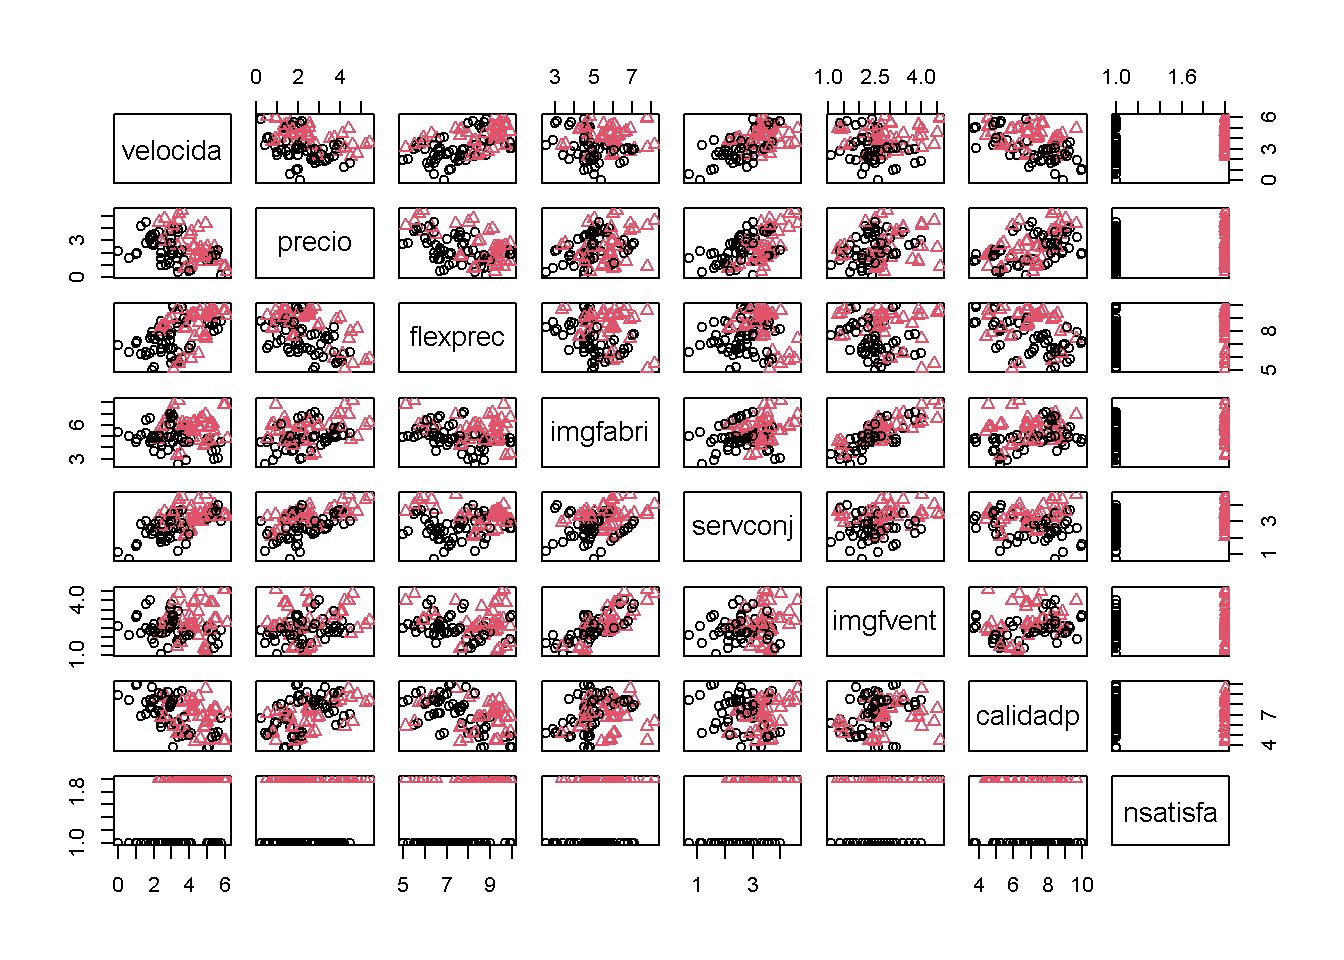 0 2 4 3 5 7 1.0 2.5 4.0 1.0 1.6
velocida 0 3 6
0 3 precio
flexprec 5 8
3 6 imgfabri
servconj 1 3
1.0 4.0 imgfvent
calidadp 4 7
1.0 1.8 nsatisfa
0 2 4 6 5 7 9 1 3 4 6 8 10